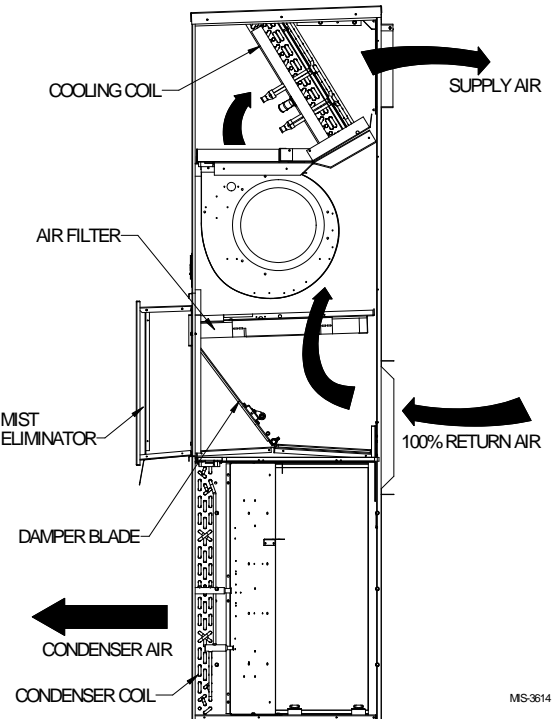 COOLING COIL
SUPPLY AIR
AIR FILTER
MIST
ELIMINATOR
100% RETURN AIR
DAMPER BLADE
CONDENSER AIR
CONDENSER COIL
MIS-3614